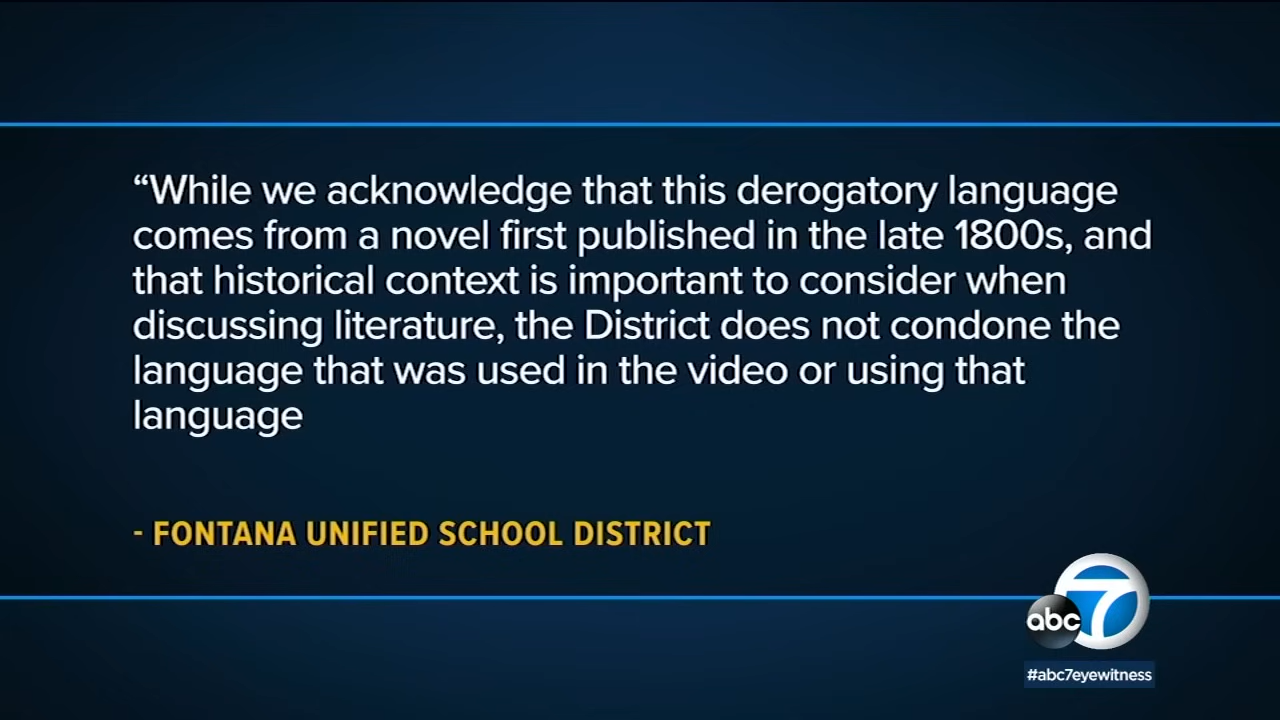 “While we acknowledge that this derogatory language
comes from a novel first published in the late 1800s, and
that historical context is important to consider when
discussing literature, the District does not condone the
language that was used in the video or using that
language
- FONTANA UNIFIED SCHOOL DISTRICT
abc 7
#abc7eyewitness